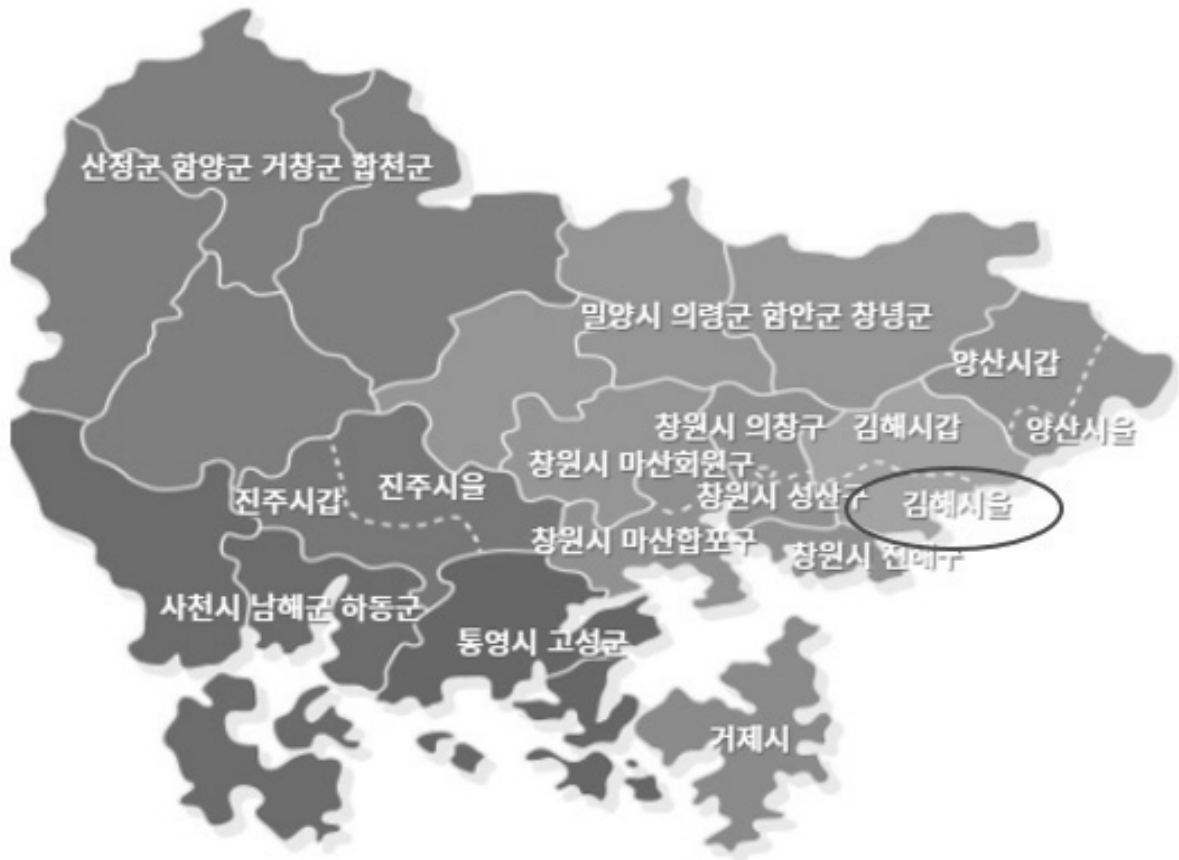 산청군 함양군 거창군 합천군
밀양시 의령군 함안군 창녕군
양산시갑
창원시 의창구
김해시갑
양산시을
창원시 마산회원구
진주시을
진주시갑
창원시 성산구
김해시을
창원시 마산합포구
창원시 진해구
사천시 남해군 하동군
통영시 고성군
거제시